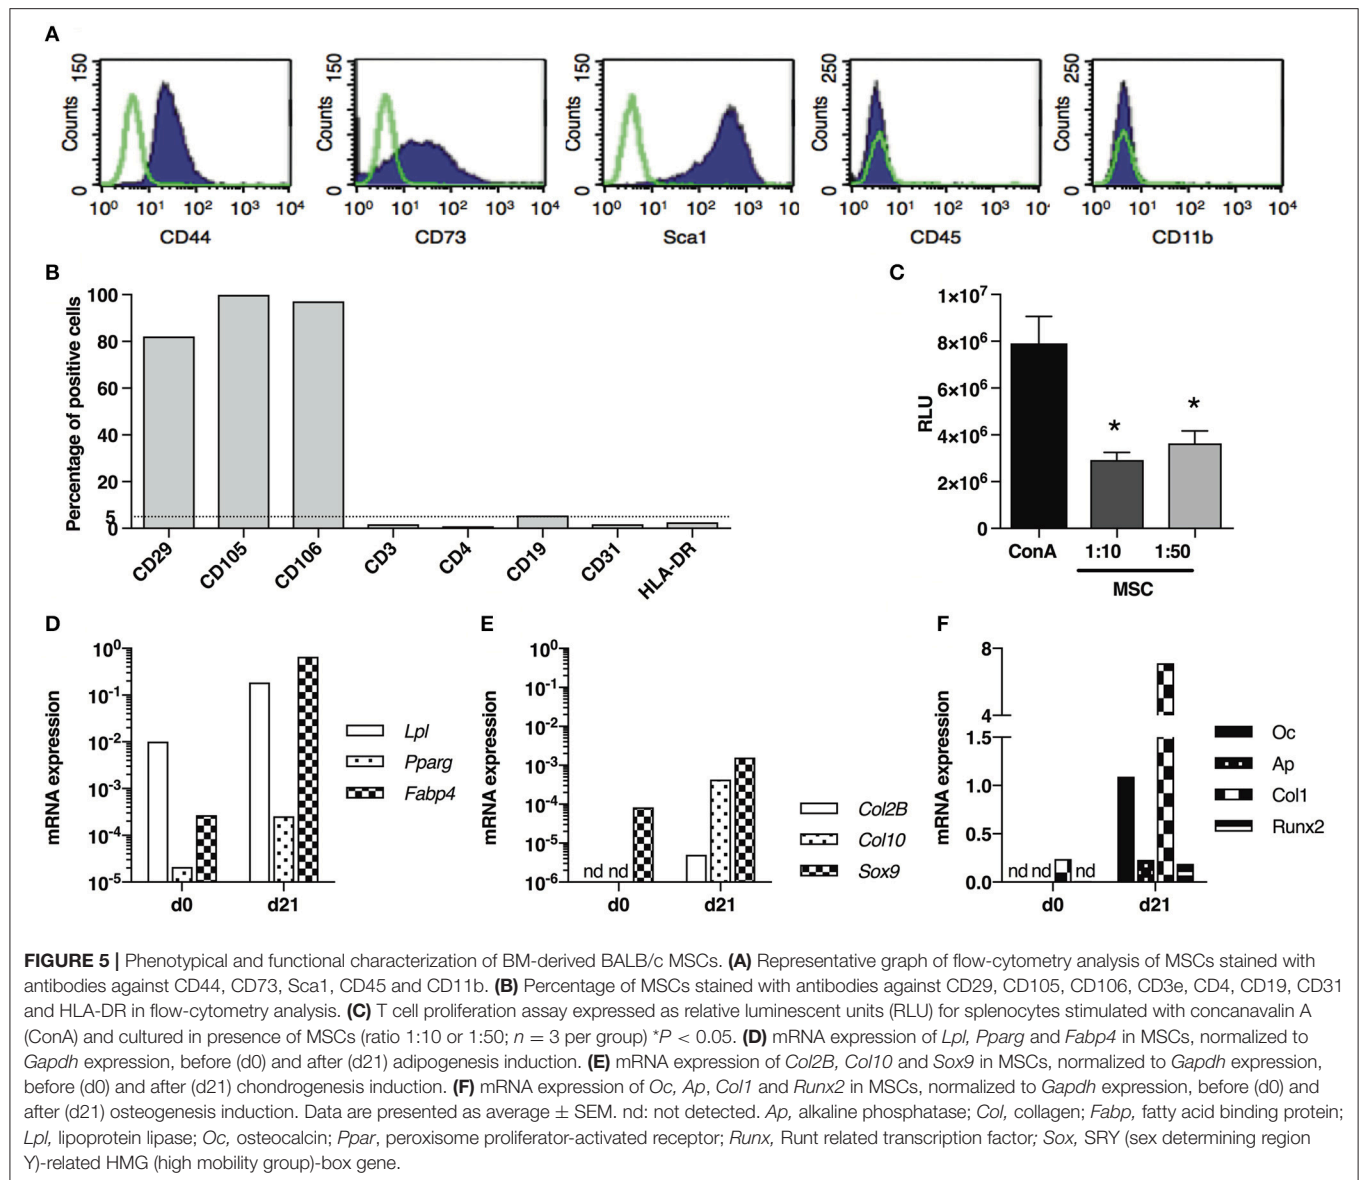 A
150 150 150 250 250
Counts Counts Counts Counts Counts
0 0 0 0 0
10⁰ 10¹ 10² 10³ 10⁴ 10⁰ 10¹ 10² 10³ 10⁴ 10⁰ 10¹ 10² 10³ 10 10⁰ 10¹ 10² 10³ 10⁴ 10⁰ 10¹ 10² 10³ 10⁴
CD44 CD73 Sca1 CD45 CD11b
B
Percentage of positive cells
100
80
60
40
20
5
0
CD29 CD105 CD106 CD3 CD4 CD19 CD31 HLA-DR
C
RLU
1×10⁷
8×10⁶
6×10⁶
4×10⁶
2×10⁶
0
* *
ConA 1:10 1:50
MSC
D
mRNA expression
10⁰
10⁻¹
10⁻²
10⁻³
10⁻⁴
10⁻⁵
d0 d21
Lpl
Pparg
Fabp4
E
mRNA expression
10⁰
10⁻¹
10⁻²
10⁻³
10⁻⁴
10⁻⁵
10⁻⁶
nd nd
d0 d21
Col2B
Col10
Sox9
F
mRNA expression
8
4
1.5
1.0
0.5
0.0
nd nd nd
d0 d21
Oc
Ap
Col1
Runx2
FIGURE 5 | Phenotypical and functional characterization of BM-derived BALB/c MSCs. (A) Representative graph of flow-cytometry analysis of MSCs stained with
antibodies against CD44, CD73, Sca1, CD45 and CD11b. (B) Percentage of MSCs stained with antibodies against CD29, CD105, CD106, CD3e, CD4, CD19, CD31
and HLA-DR in flow-cytometry analysis. (C) T cell proliferation assay expressed as relative luminescent units (RLU) for splenocytes stimulated with concanavalin A
(ConA) and cultured in presence of MSCs (ratio 1:10 or 1:50; n = 3 per group) *P < 0.05. (D) mRNA expression of Lpl, Pparg and Fabp4 in MSCs, normalized to
Gapdh expression, before (d0) and after (d21) adipogenesis induction. (E) mRNA expression of Col2B, Col10 and Sox9 in MSCs, normalized to Gapdh expression,
before (d0) and after (d21) chondrogenesis induction. (F) mRNA expression of Oc, Ap, Col1 and Runx2 in MSCs, normalized to Gapdh expression, before (d0) and
after (d21) osteogenesis induction. Data are presented as average ± SEM. nd: not detected. Ap, alkaline phosphatase; Col, collagen; Fabp, fatty acid binding protein;
Lpl, lipoprotein lipase; Oc, osteocalcin; Ppar, peroxisome proliferator-activated receptor; Runx, Runt related transcription factor; Sox, SRY (sex determining region
Y)-related HMG (high mobility group)-box gene.